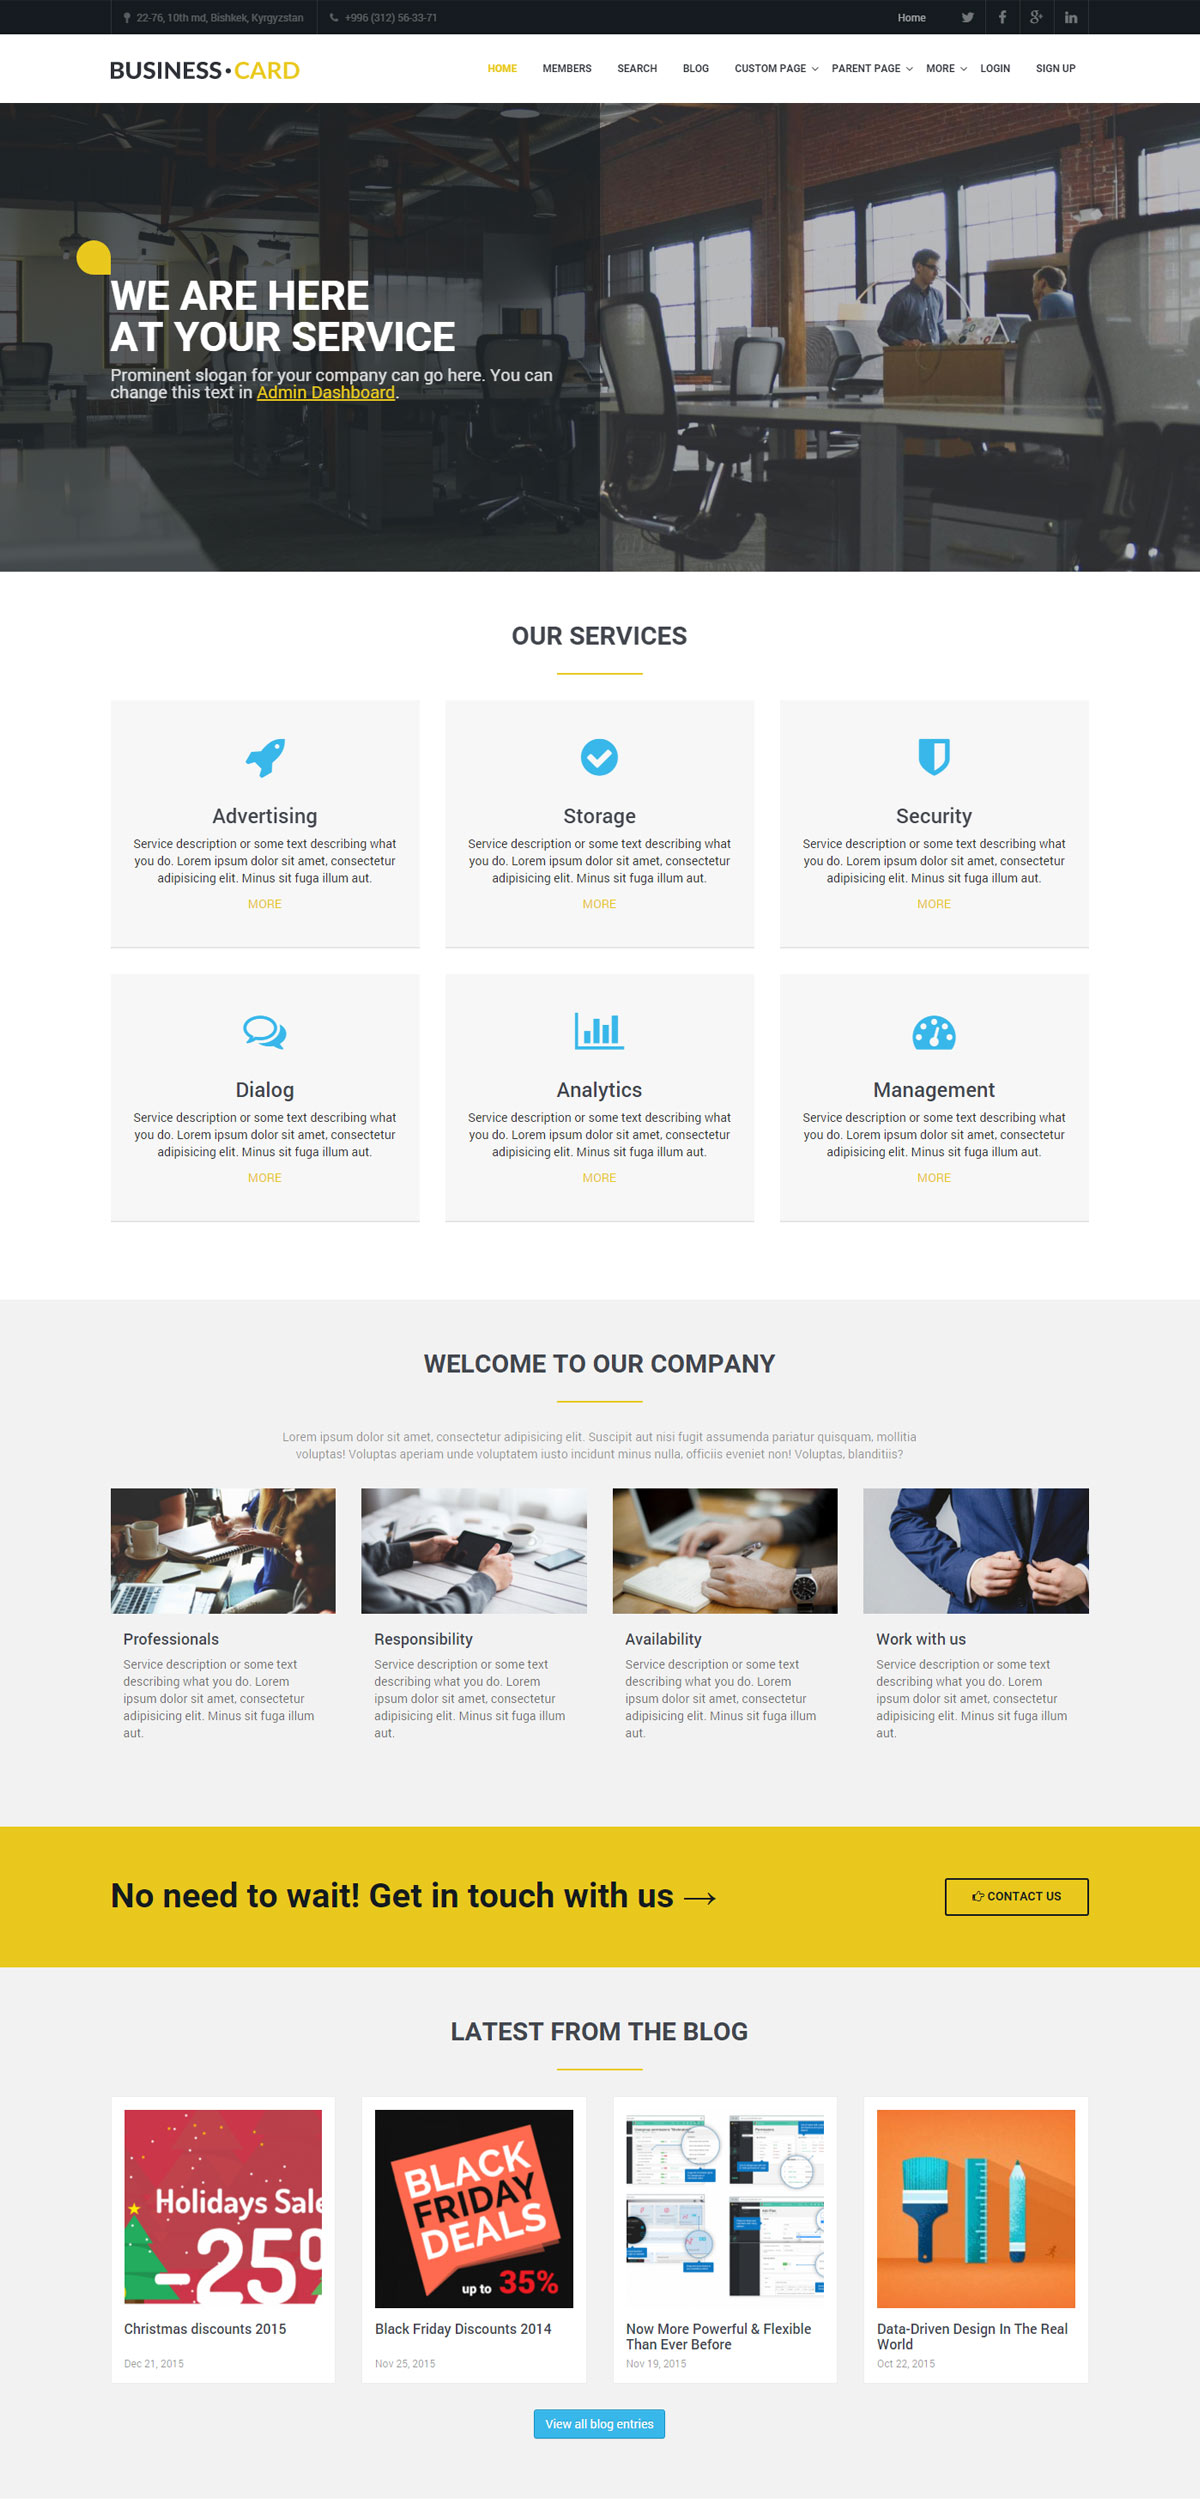 22-76, 10th md, Bishkek, Kyrgyzstan
+996 (312) 56-33-71
Home
BUSINESS·CARD
HOME
MEMBERS
SEARCH
BLOG
CUSTOM PAGE
PARENT PAGE
MORE
LOGIN
SIGN UP
WE ARE HERE
AT YOUR SERVICE
Prominent slogan for your company can go here. You can
change this text in Admin Dashboard.
OUR SERVICES
Advertising
Service description or some text describing what
you do. Lorem ipsum dolor sit amet, consectetur
adipisicing elit. Minus sit fuga illum aut.
MORE
Storage
Service description or some text describing what
you do. Lorem ipsum dolor sit amet, consectetur
adipisicing elit. Minus sit fuga illum aut.
MORE
Security
Service description or some text describing what
you do. Lorem ipsum dolor sit amet, consectetur
adipisicing elit. Minus sit fuga illum aut.
MORE
Dialog
Service description or some text describing what
you do. Lorem ipsum dolor sit amet, consectetur
adipisicing elit. Minus sit fuga illum aut.
MORE
Analytics
Service description or some text describing what
you do. Lorem ipsum dolor sit amet, consectetur
adipisicing elit. Minus sit fuga illum aut.
MORE
Management
Service description or some text describing what
you do. Lorem ipsum dolor sit amet, consectetur
adipisicing elit. Minus sit fuga illum aut.
MORE
WELCOME TO OUR COMPANY
Lorem ipsum dolor sit amet, consectetur adipisicing elit. Suscipit aut nisi fugit assumenda pariatur quisquam, mollitia
voluptas! Voluptas aperiam unde voluptatem iusto incidunt minus nulla, officiis eveniet non! Voluptas, blanditiis?
Professionals
Service description or some text
describing what you do. Lorem
ipsum dolor sit amet, consectetur
adipisicing elit. Minus sit fuga illum
aut.
Responsibility
Service description or some text
describing what you do. Lorem
ipsum dolor sit amet, consectetur
adipisicing elit. Minus sit fuga illum
aut.
Availability
Service description or some text
describing what you do. Lorem
ipsum dolor sit amet, consectetur
adipisicing elit. Minus sit fuga illum
aut.
Work with us
Service description or some text
describing what you do. Lorem
ipsum dolor sit amet, consectetur
adipisicing elit. Minus sit fuga illum
aut.
No need to wait! Get in touch with us →
CONTACT US
LATEST FROM THE BLOG
Holidays Sale
-25%
Christmas discounts 2015
Dec 21, 2015
BLACK
FRIDAY
DEALS
up to 35%
Black Friday Discounts 2014
Nov 25, 2015
Now More Powerful & Flexible
Than Ever Before
Nov 19, 2015
Data-Driven Design In The Real
World
Oct 22, 2015
View all blog entries